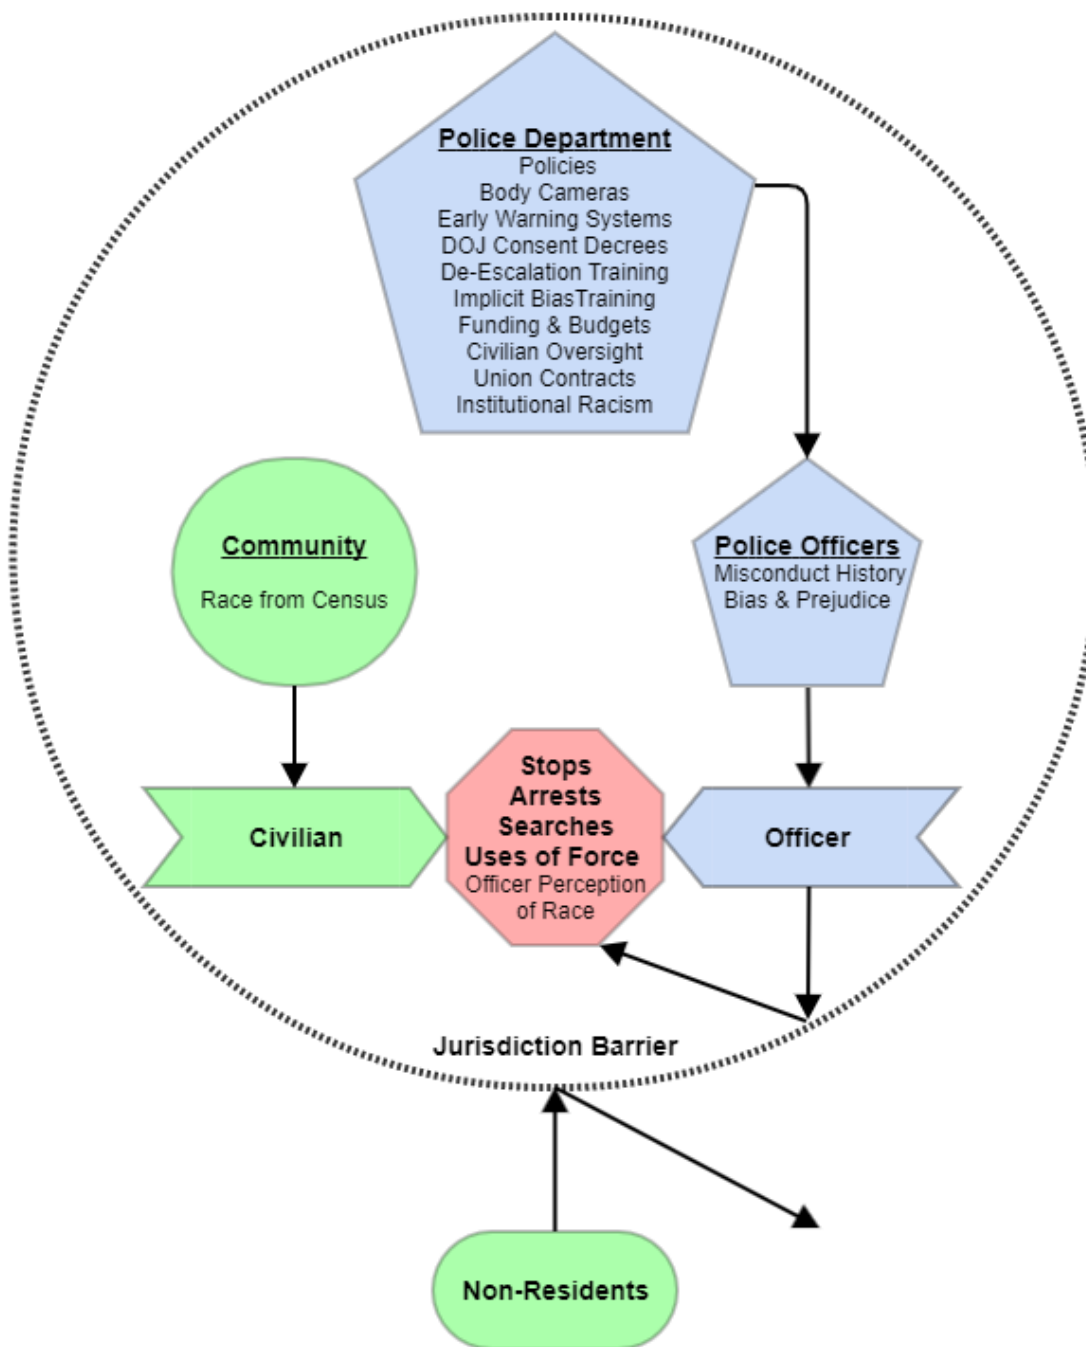 Police Department
Policies
Body Cameras
Early Warning Systems
DOJ Consent Decrees
De-Escalation Training
Implicit BiasTraining
Funding & Budgets
Civilian Oversight
Union Contracts
Institutional Racism
Community
Race from Census
Police Officers
Misconduct History
Bias & Prejudice
Civilian
Stops
Arrests
Searches
Uses of Force
Officer Perception
of Race
Officer
Jurisdiction Barrier
Non-Residents